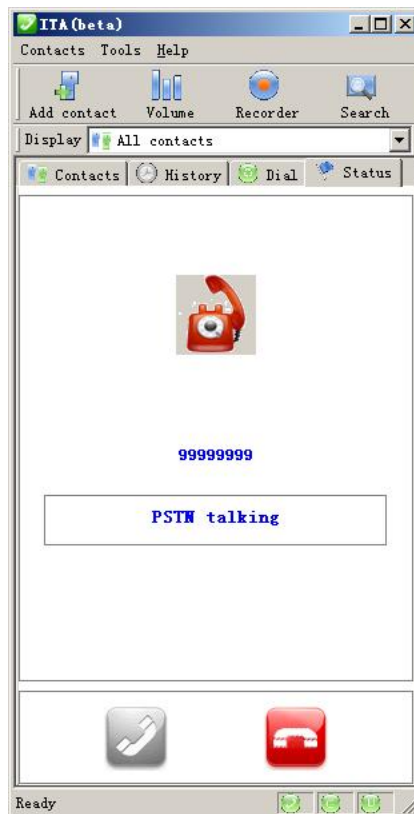 ITA(beta)
Contacts Tools Help
Add contact Volume Recorder Search
Display All contacts
Contacts History Dial Status
99999999
PSTN talking
Ready